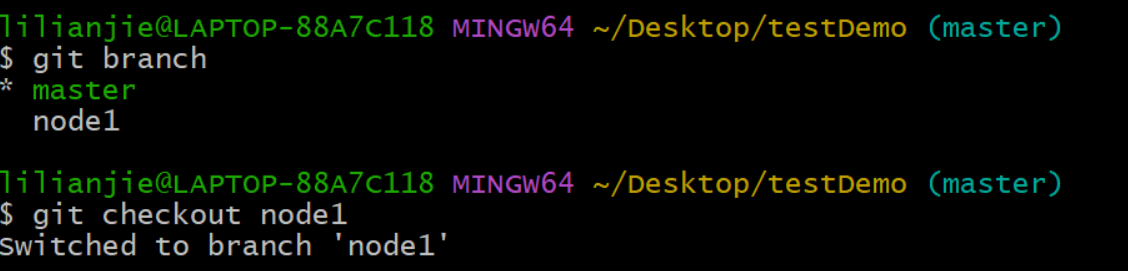 lilianjie@LAPTOP-88A7C118 MINGW64 ~/Desktop/testDemo (master)
$ git branch
* master
  node1
lilianjie@LAPTOP-88A7C118 MINGW64 ~/Desktop/testDemo (master)
$ git checkout node1
Switched to branch 'node1'